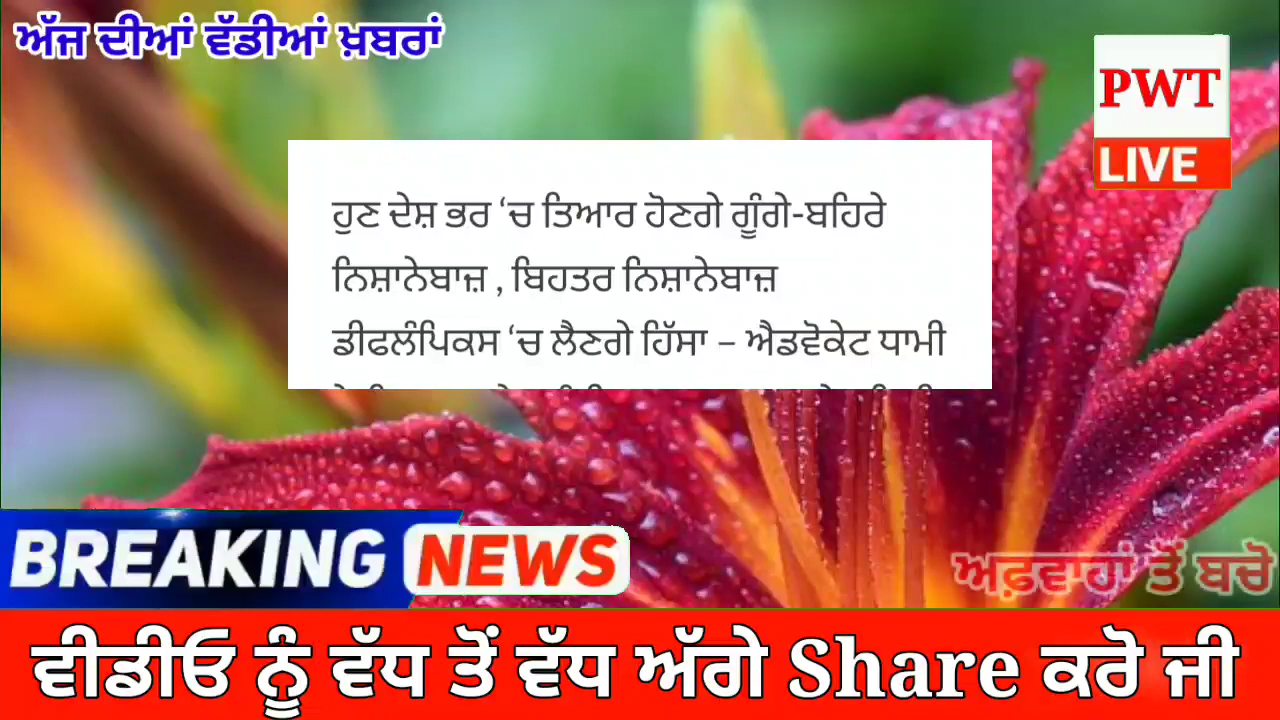 ਅੱਜ ਦੀਆਂ ਵੱਡੀਆਂ ਖ਼ਬਰਾਂ
PWT
LIVE
ਹੁਣ ਦੇਸ਼ ਭਰ ‘ਚ ਤਿਆਰ ਹੋਣਗੇ ਗੂੰਗੇ-ਬਹਿਰੇ
ਨਿਸ਼ਾਨੇਬਾਜ਼ , ਬਿਹਤਰ ਨਿਸ਼ਾਨੇਬਾਜ਼
ਡੀਫਲੰਪਿਕਸ ‘ਚ ਲੈਣਗੇ ਹਿੱਸਾ – ਐਡਵੋਕੇਟ ਧਾਮੀ
BREAKING NEWS
ਅਫ਼ਵਾਹਾਂ ਤੋਂ ਬਚੋ
ਵੀਡੀਓ ਨੂੰ ਵੱਧ ਤੋਂ ਵੱਧ ਅੱਗੇ Share ਕਰੋ ਜੀ